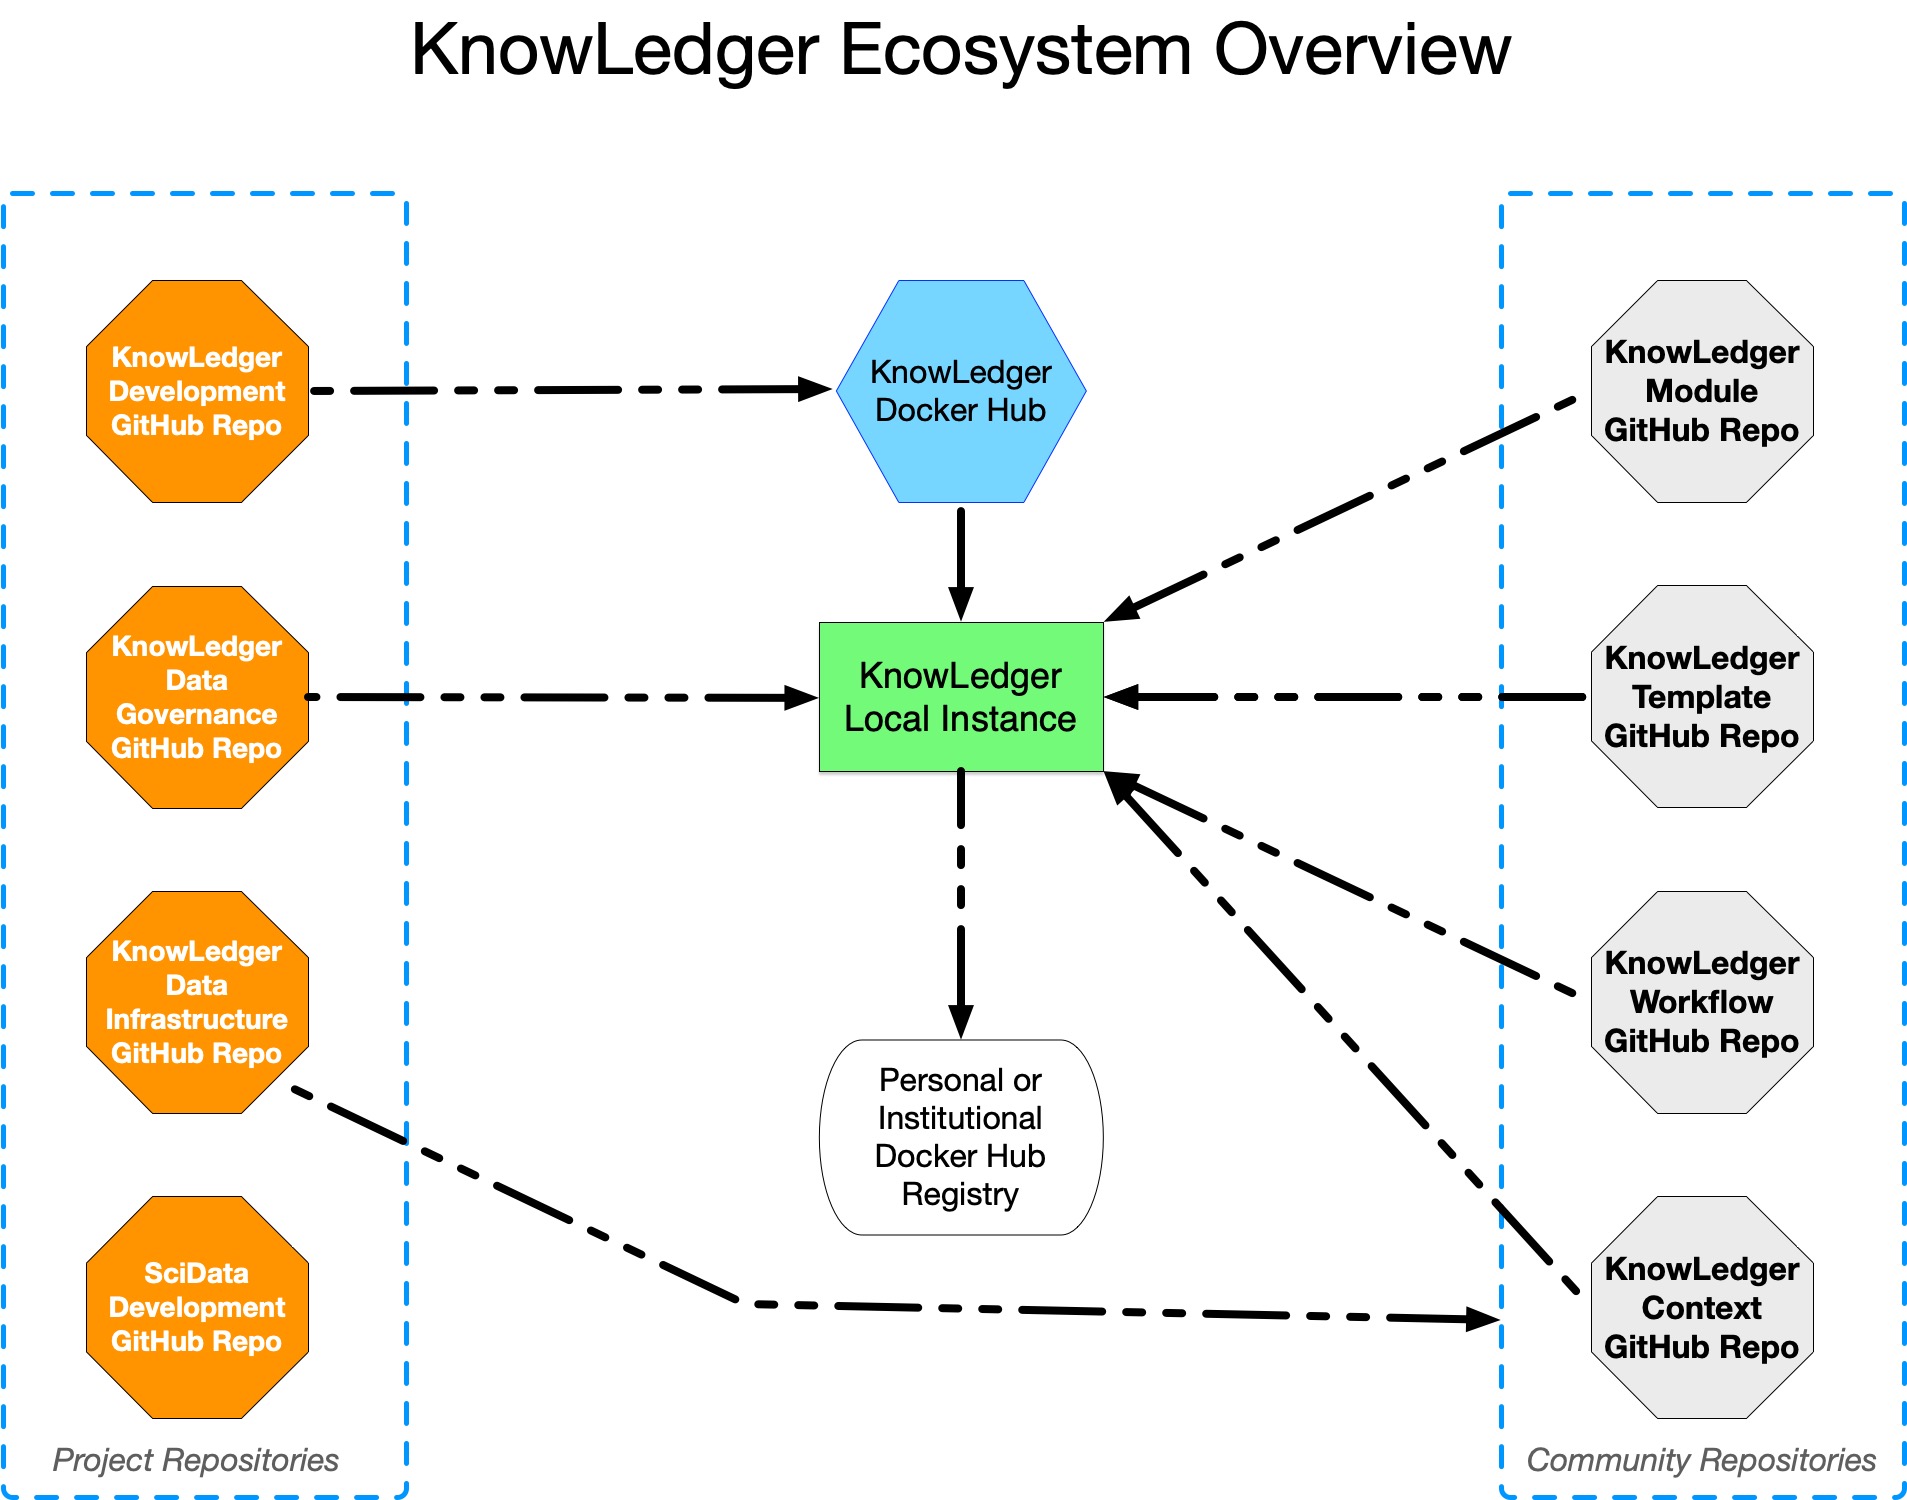 KnowLedger Ecosystem Overview
KnowLedger
Development
GitHub Repo
KnowLedger
Data
Governance
GitHub Repo
KnowLedger
Data
Infrastructure
GitHub Repo
SciData
Development
GitHub Repo
Project Repositories
KnowLedger
Docker Hub
KnowLedger
Local Instance
Personal or
Institutional
Docker Hub
Registry
KnowLedger
Module
GitHub Repo
KnowLedger
Template
GitHub Repo
KnowLedger
Workflow
GitHub Repo
KnowLedger
Context
GitHub Repo
Community Repositories